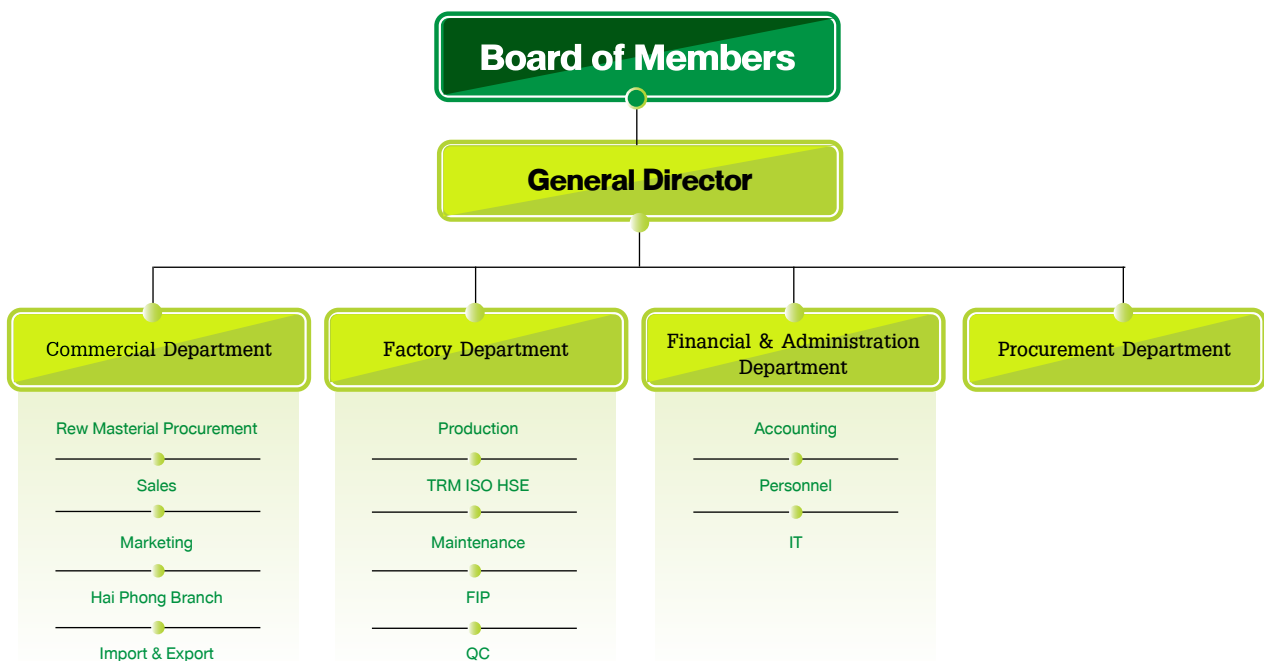 Board of Members
General Director
Commercial Department
Factory Department
Financial & Administration
Department
Procurement Department
Rew Masterial Procurement
Sales
Marketing
Hai Phong Branch
Import & Export
Production
TRM ISO HSE
Maintenance
FIP
QC
Accounting
Personnel
IT